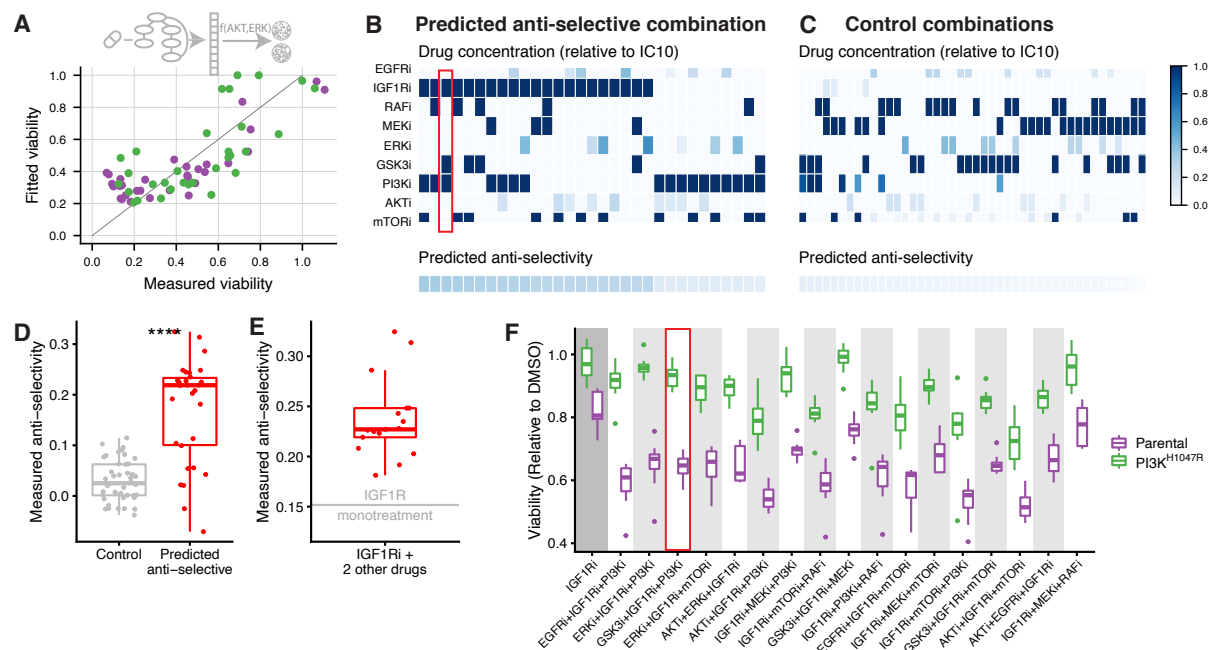 A
f(AKT,ERK)
Fitted viability
1.0
0.8
0.6
0.4
0.2
0.0
0.0 0.2 0.4 0.6 0.8 1.0
Measured viability
B Predicted anti-selective combination
Drug concentration (relative to IC10)
EGFRi
IGF1Ri
RAFi
MEKi
ERKi
GSK3i
PI3Ki
AKTi
mTORi
Predicted anti-selectivity
C Control combinations
Drug concentration (relative to IC10)
Predicted anti-selectivity
1.0
0.8
0.6
0.4
0.2
0.0
D
Measured anti-selectivity
0.3
0.2
0.1
0.0
****
Control
Predicted
anti-selective
E
Measured anti-selectivity
0.30
0.25
0.20
0.15
IGF1R
monotreatment
IGF1Ri +
2 other drugs
F
Viability (Relative to DMSO)
1.0
0.8
0.6
0.4
IGF1Ri
EGFRi+IGF1Ri+PI3Ki
ERKi+IGF1Ri+PI3Ki
GSK3i+IGF1Ri+PI3Ki
ERKi+IGF1Ri+mTORi
AKTi+ERKi+IGF1Ri
AKTi+IGF1Ri+PI3Ki
IGF1Ri+MEKi+PI3Ki
IGF1Ri+mTORi+RAFi
GSK3i+IGF1Ri+MEKi
IGF1Ri+PI3Ki+RAFi
EGFRi+IGF1Ri+mTORi
IGF1Ri+MEKi+mTORi
IGF1Ri+mTORi+PI3Ki
GSK3i+IGF1Ri+mTORi
AKTi+IGF1Ri+mTORi
AKTi+EGFRi+IGF1Ri
IGF1Ri+MEKi+RAFi
Parental
PI3K^H1047R